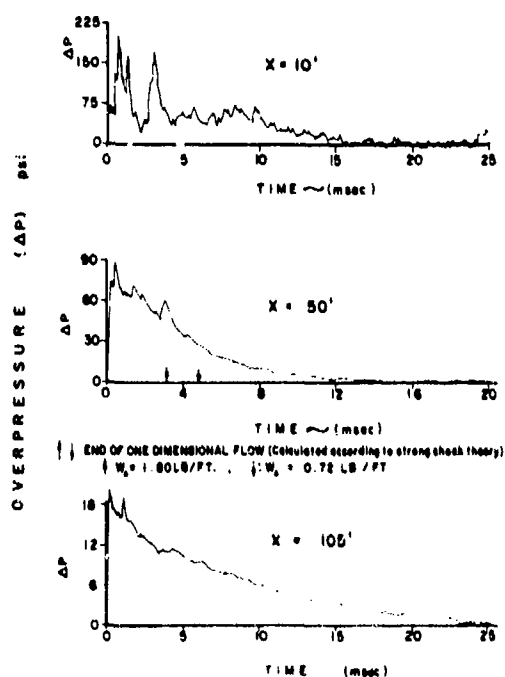 225
150
75
0
ΔP
X = 10'
0 5 10 15 20 25
TIME ~ (msec)
OVERPRESSURE (ΔP) psi
90
60
30
0
ΔP
X = 50'
0 4 8 12 16 20
TIME ~ (msec)
END OF ONE DIMENSIONAL FLOW (Calculated according to strong shock theory)
= 1.80 LB/FT. , = 0.72 LB / FT
18
12
6
0
ΔP
X = 105'
0 5 10 15 20 25
TIME (msec)